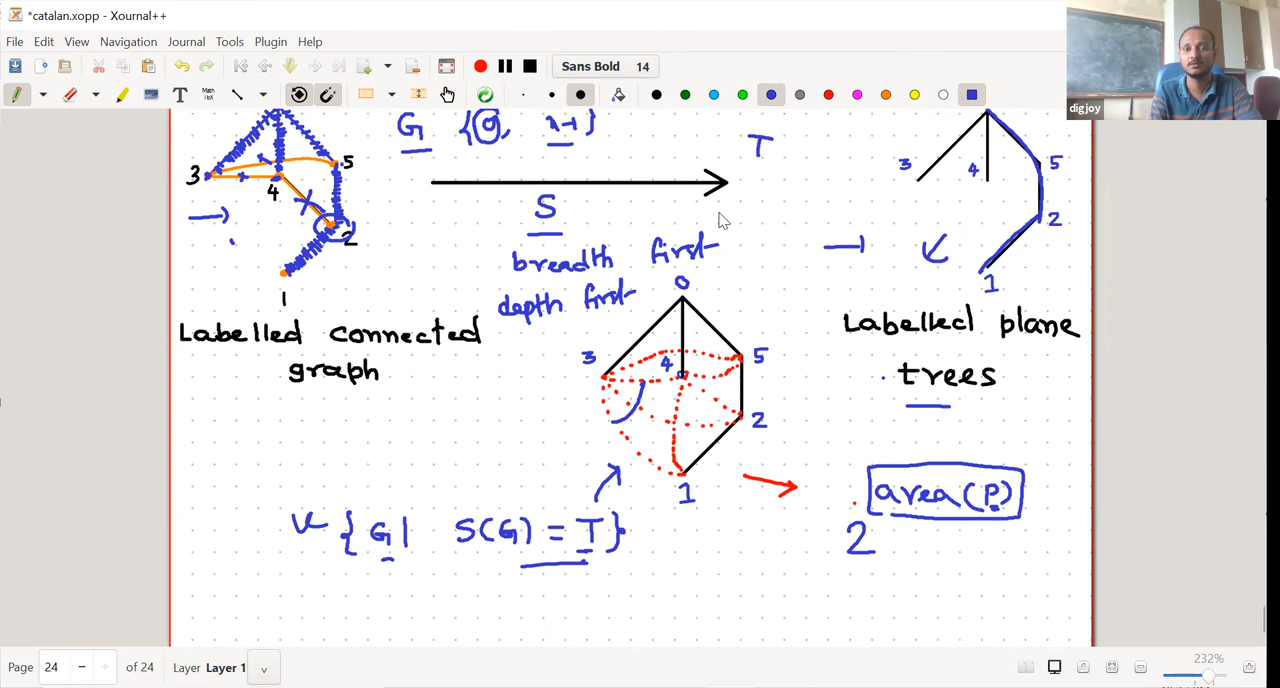 *catalan.xopp - Xournal++
File Edit View Navigation Journal Tools Plugin Help
Sans Bold 14
digjoy
G {0, n-1}
T
3 4 5 2 1
S
breadth first
depth first
3 4 5 2 1
Labelled connected
graph
0 3 4 5 2 1
Labelled plane
trees
{G| S(G) = T}
2 area(P)
Page 24 of 24 Layer Layer 1
232%